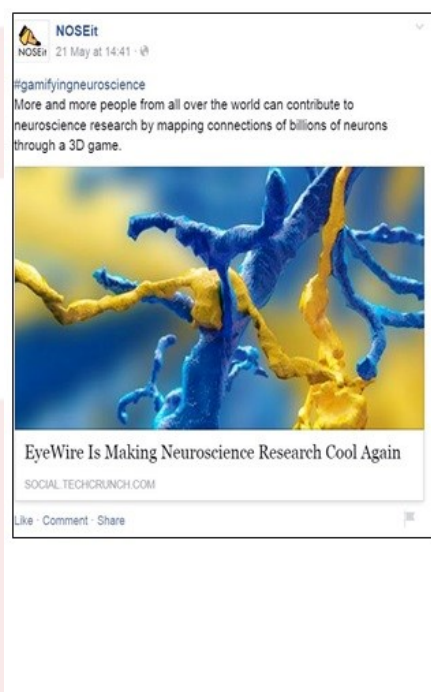 NOSEit
NOSEit
21 May at 14:41 ·
#gamifyingneuroscience
More and more people from all over the world can contribute to
neuroscience research by mapping connections of billions of neurons
through a 3D game.
EyeWire Is Making Neuroscience Research Cool Again
SOCIAL.TECHCRUNCH.COM
Like · Comment · Share